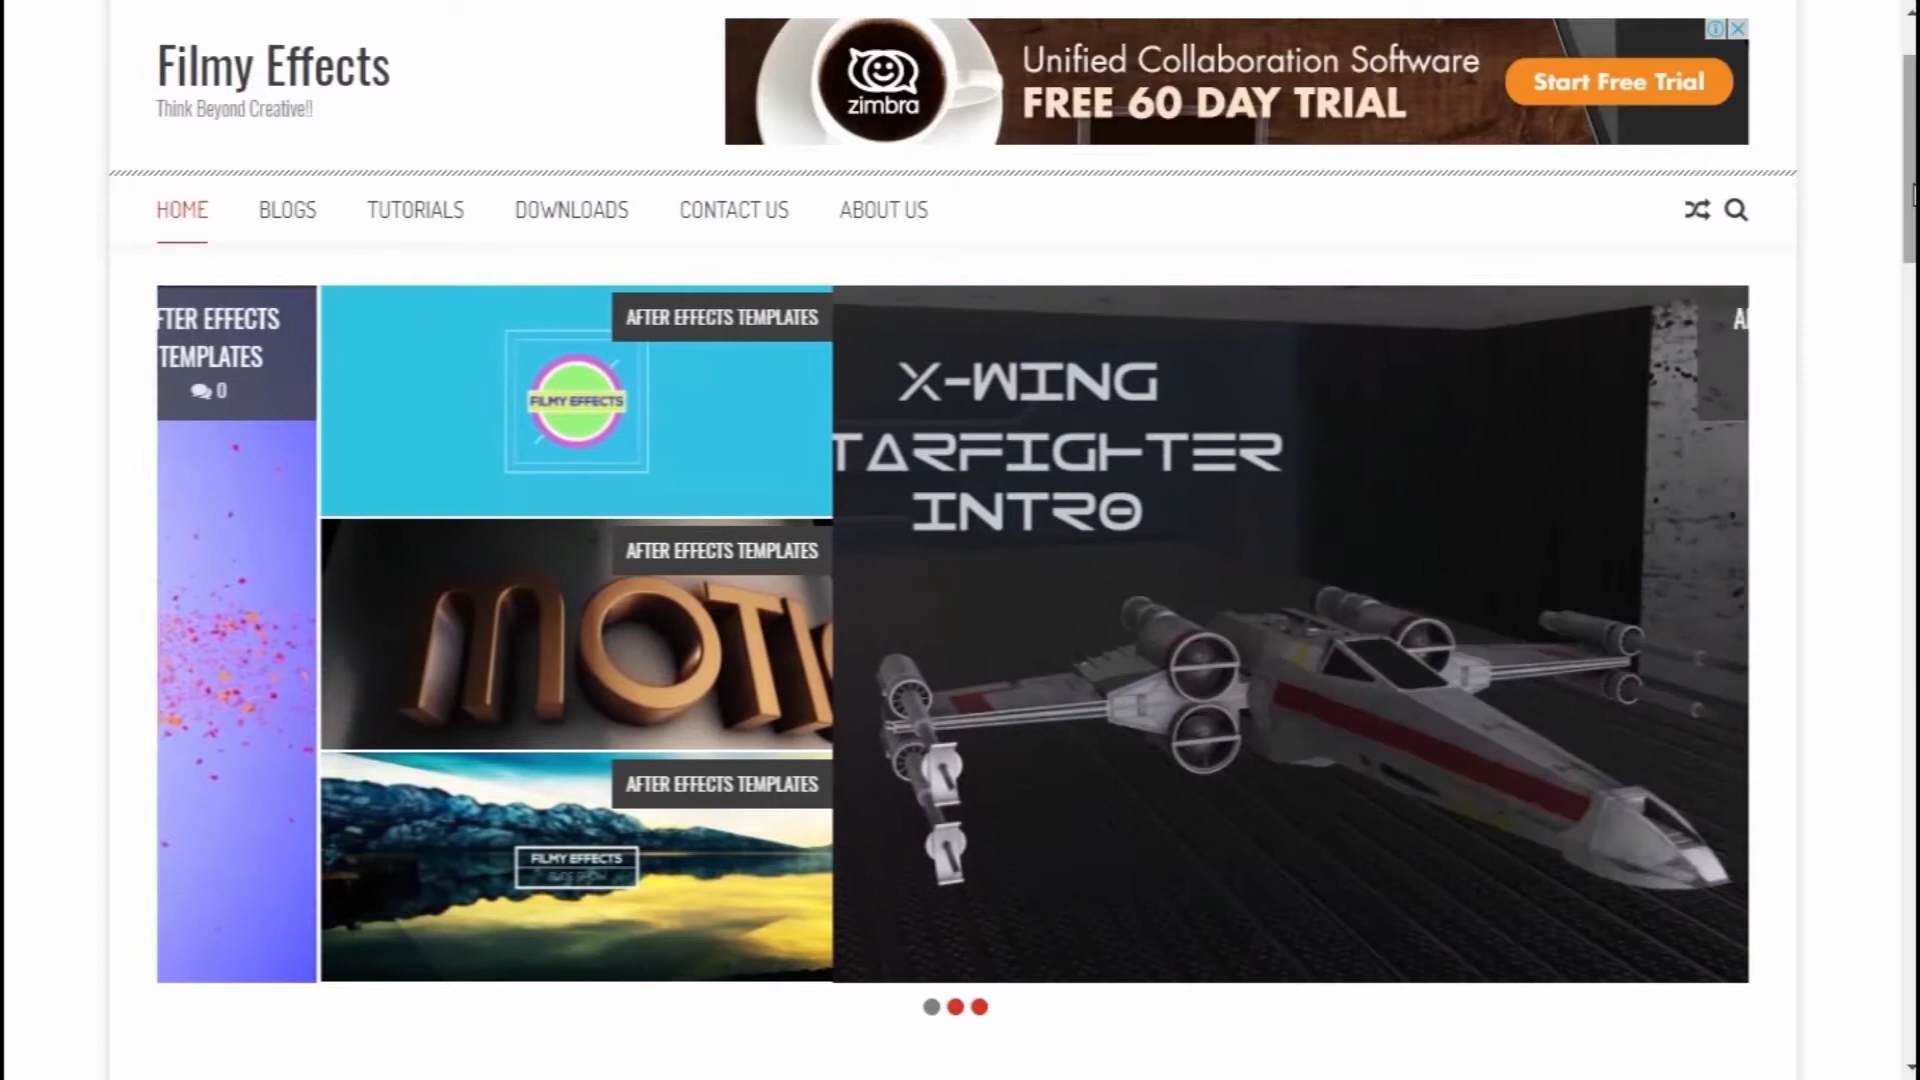 Filmy Effects
Think Beyond Creative!!
zimbra
Unified Collaboration Software
FREE 60 DAY TRIAL
Start Free Trial
HOME
BLOGS
TUTORIALS
DOWNLOADS
CONTACT US
ABOUT US
FTER EFFECTS
TEMPLATES
0
AFTER EFFECTS TEMPLATES
FILMY EFFECTS
AFTER EFFECTS TEMPLATES
MOTI
AFTER EFFECTS TEMPLATES
FILMY EFFECTS
X-WING
TARFIGHTER
INTRO
A